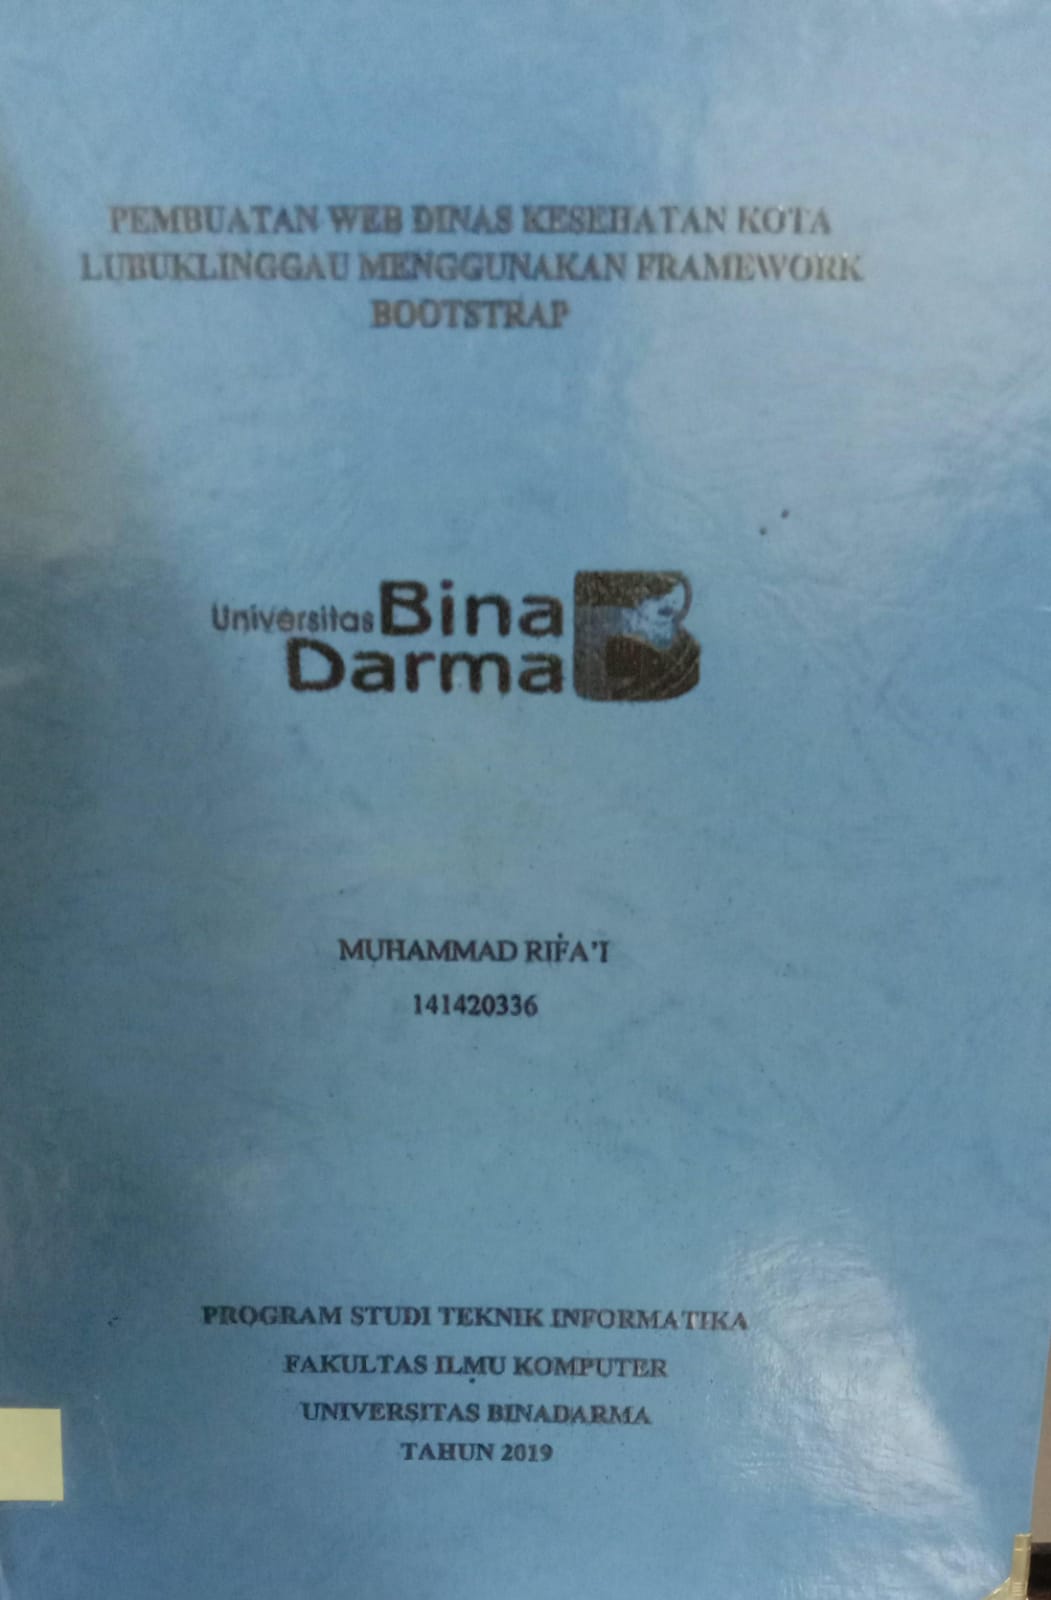 PEMBUATAN WEB DINAS KESEHATAN KOTA
LUBUKLINGGAU MENGGUNAKAN FRAMEWORK
BOOTSTRAP
Universitas Bina
Darma
MUHAMMAD RIFA'I
141420336
PROGRAM STUDI TEKNIK INFORMATIKA
FAKULTAS ILMU KOMPUTER
UNIVERSITAS BINADARMA
TAHUN 2019